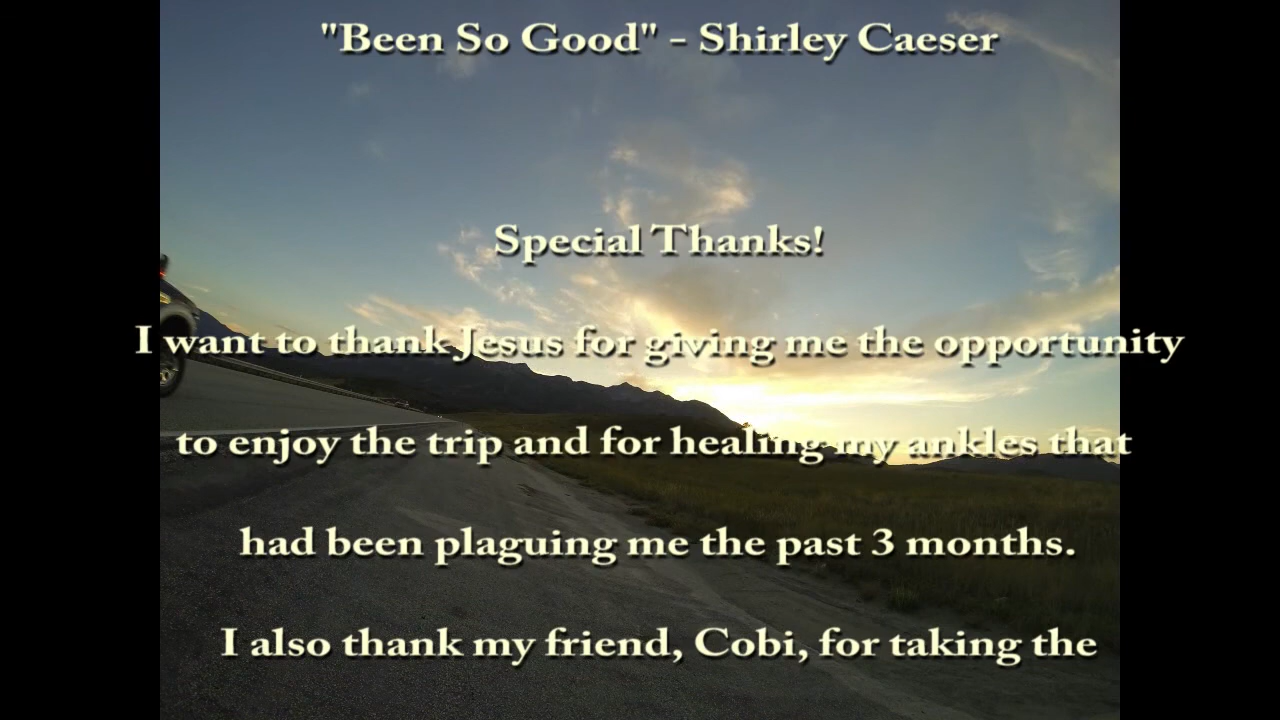 "Been So Good" - Shirley Caeser
Special Thanks!
I want to thank Jesus for giving me the opportunity
to enjoy the trip and for healing my ankles that
had been plaguing me the past 3 months.
I also thank my friend, Cobi, for taking the